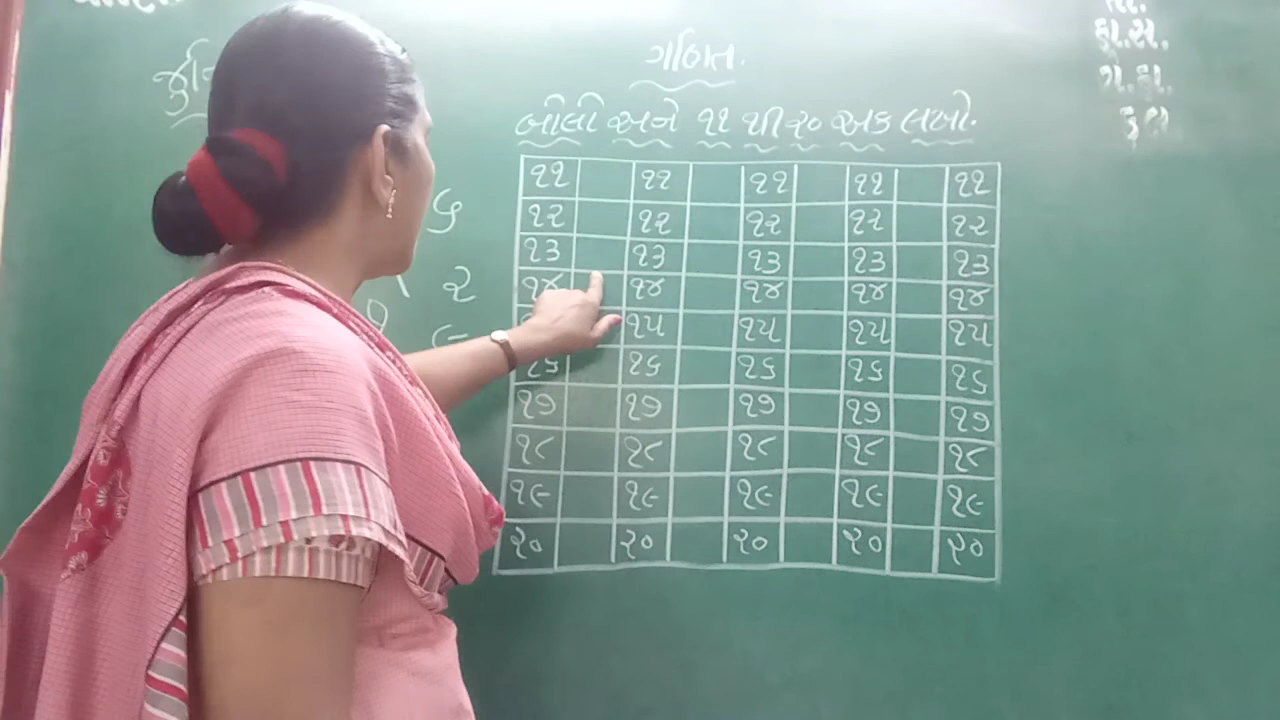 ગણિત.
બોલો અને ૧૧ થી ૨૦ અંક લખો.
૧૧ ૧૧ ૧૧ ૧૧ ૧૧
૧૨ ૧૨ ૧૨ ૧૨ ૧૨
૧૩ ૧૩ ૧૩ ૧૩ ૧૩
૧૪ ૧૪ ૧૪ ૧૪ ૧૪
૧૫ ૧૫ ૧૫ ૧૫
૧૬ ૧૬ ૧૬ ૧૬ ૧૬
૧૭ ૧૭ ૧૭ ૧૭ ૧૭
૧૮ ૧૮ ૧૮ ૧૮ ૧૮
૧૯ ૧૯ ૧૯ ૧૯ ૧૯
૨૦ ૨૦ ૨૦ ૨૦ ૨૦
૨